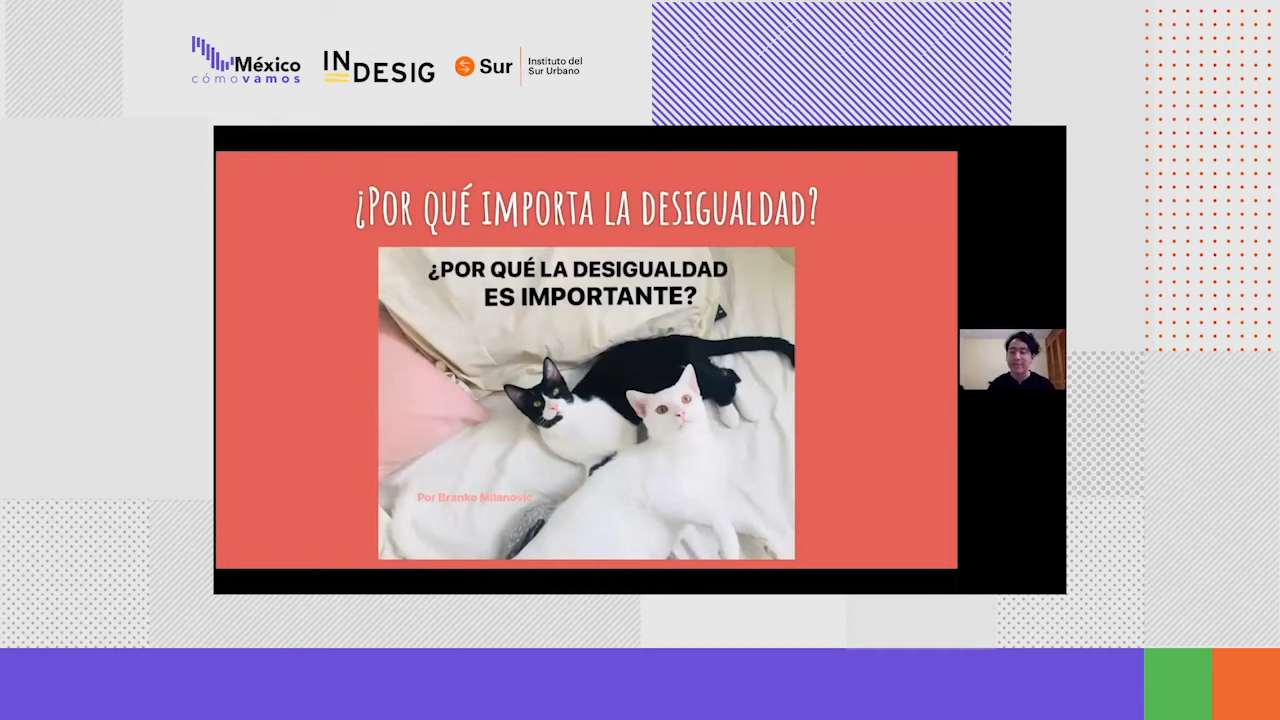 México
cómovamos
INDESIG
Sur
Instituto del
Sur Urbano
¿Por qué importa la desigualdad?
¿POR QUÉ LA DESIGUALDAD
ES IMPORTANTE?
Por Branko Milanovic